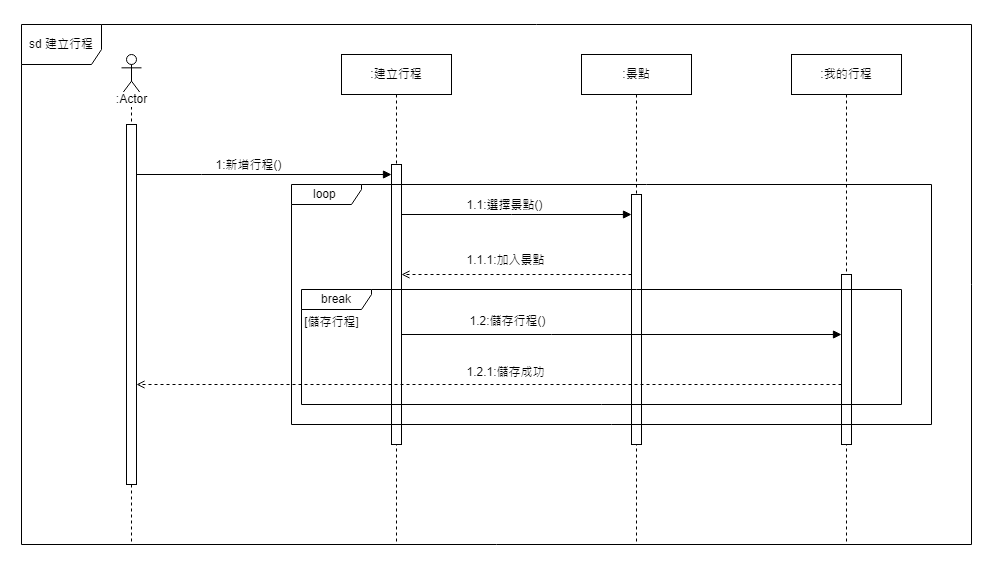 sd 建立行程
:Actor
:建立行程
:景點
:我的行程
1:新增行程()
loop
1.1:選擇景點()
1.1.1:加入景點
break
[儲存行程]
1.2:儲存行程()
1.2.1:儲存成功